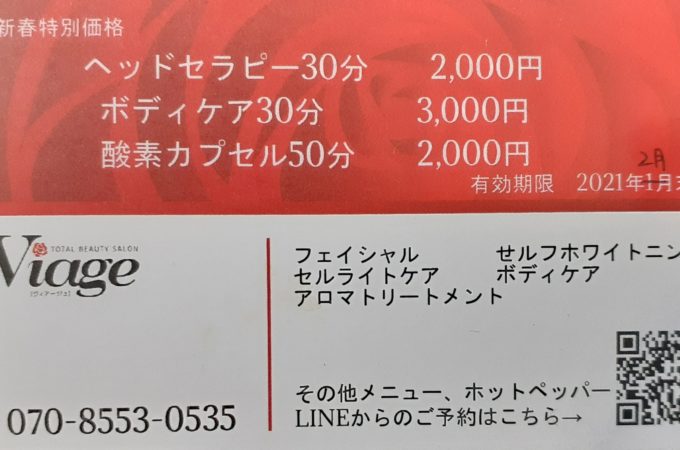 新春特別価格
ヘッドセラピー30分 2,000円
ボディケア30分 3,000円
酸素カプセル50分 2,000円
2月
有効期限 2021年1月末
TOTAL BEAUTY SALON
Viage
[ヴィアージュ]
フェイシャル セルフホワイトニン
セルライトケア ボディケア
アロマトリートメント
その他メニュー、ホットペッパー
LINEからのご予約はこちら→
070-8553-0535